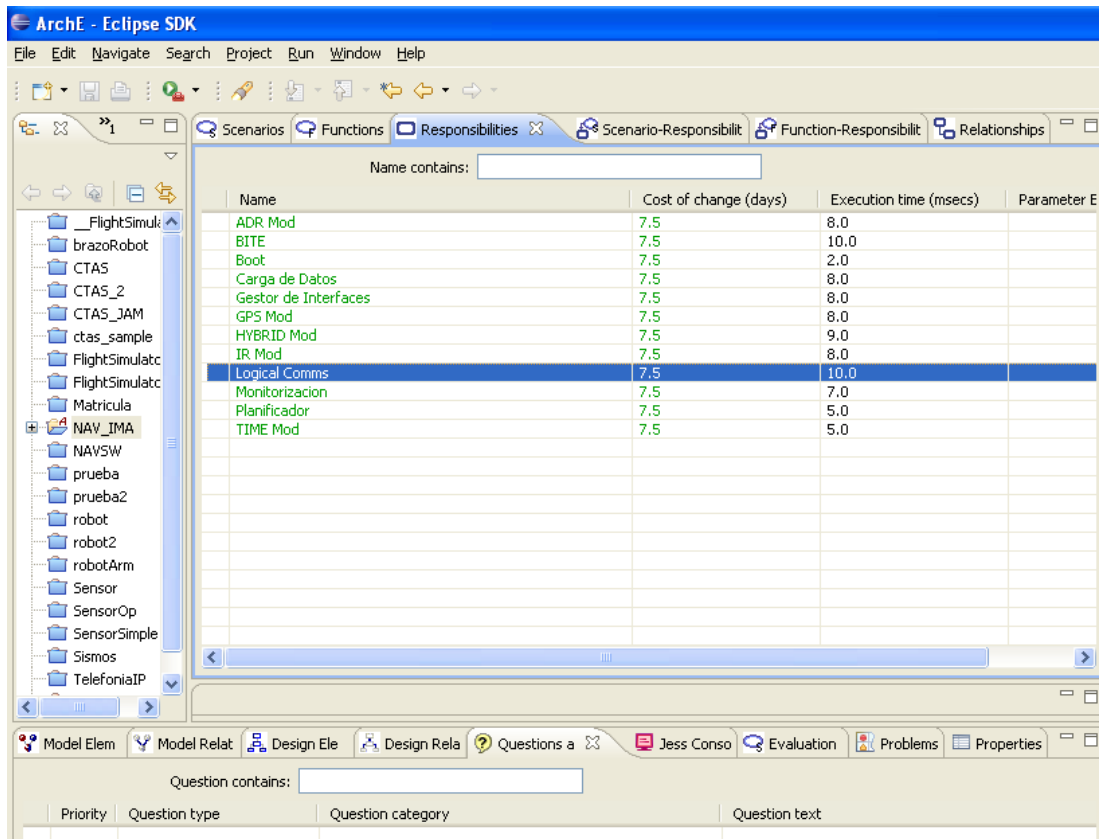 ArchE - Eclipse SDK
File Edit Navigate Search Project Run Window Help
»1
Scenarios Functions Responsibilities Scenario-Responsibilit Function-Responsibilit Relationships
Name contains:
Name Cost of change (days) Execution time (msecs) Parameter E
ADR Mod 7.5 8.0
BITE 7.5 10.0
Boot 7.5 2.0
Carga de Datos 7.5 8.0
Gestor de Interfaces 7.5 8.0
GPS Mod 7.5 8.0
HYBRID Mod 7.5 9.0
IR Mod 7.5 8.0
Logical Comms 7.5 10.0
Monitorizacion 7.5 7.0
Planificador 7.5 5.0
TIME Mod 7.5 5.0
__FlightSimula
brazoRobot
CTAS
CTAS_2
CTAS_JAM
ctas_sample
FlightSimulatc
FlightSimulatc
Matricula
NAV_IMA
NAVSW
prueba
prueba2
robot
robot2
robotArm
Sensor
SensorOp
SensorSimple
Sismos
TelefoniaIP
Model Elem Model Relat Design Ele Design Rela Questions a Jess Conso Evaluation Problems Properties
Question contains:
Priority Question type Question category Question text